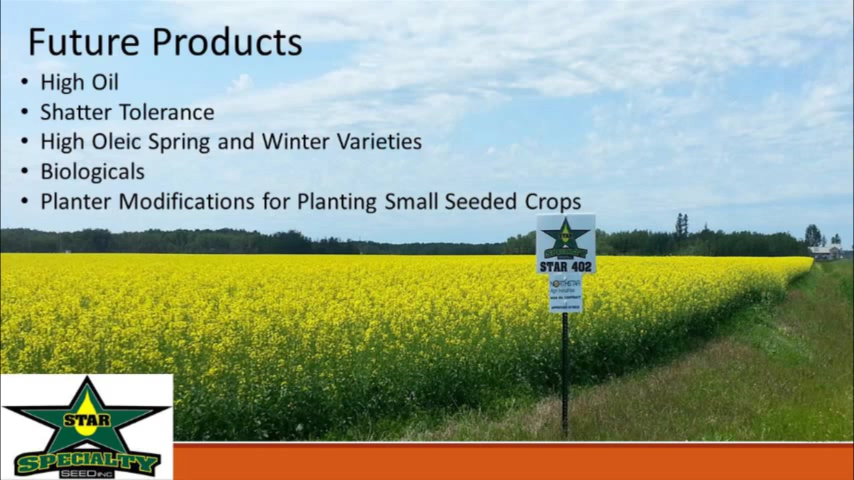 Future Products
• High Oil
• Shatter Tolerance
• High Oleic Spring and Winter Varieties
• Biologicals
• Planter Modifications for Planting Small Seeded Crops
STAR
STAR 402
NORTHSTAR
STAR
SPECIALTY
SEED INC